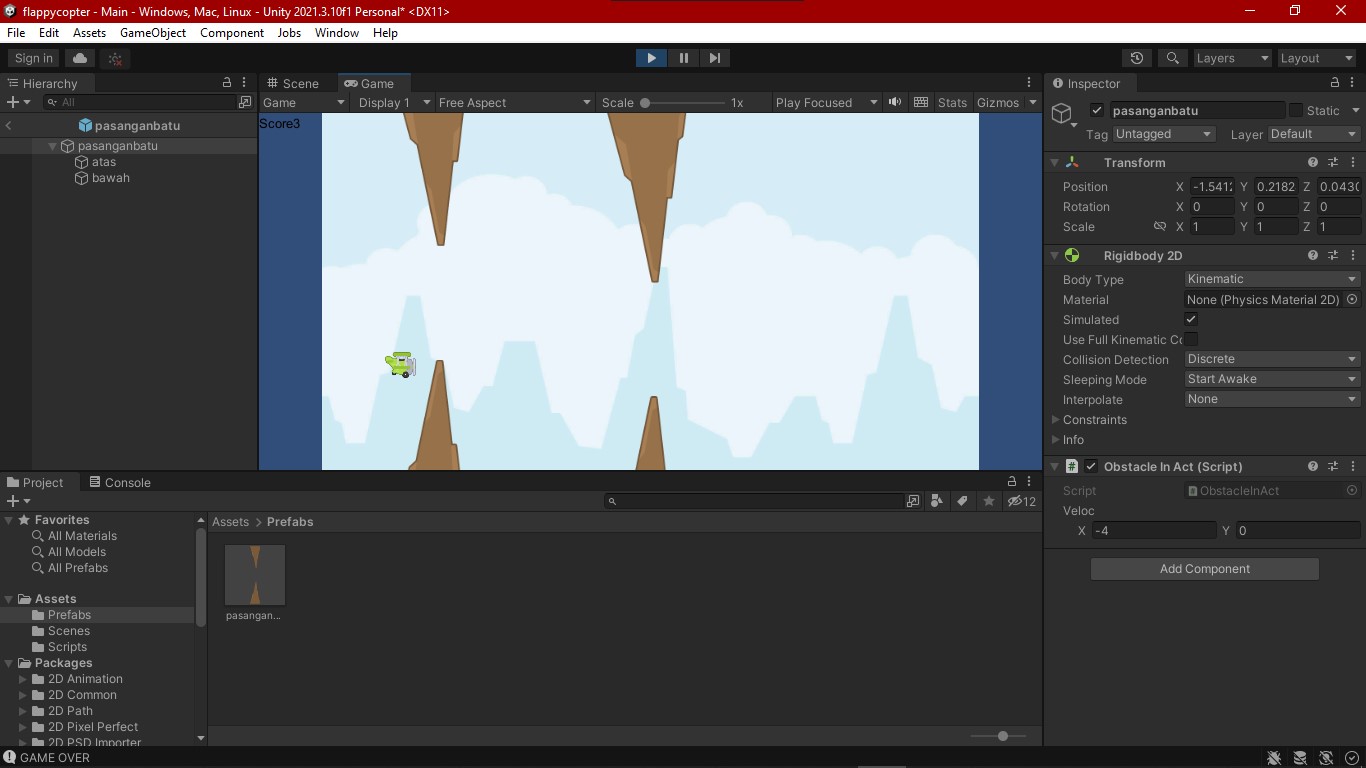 flappycopter - Main - Windows, Mac, Linux - Unity 2021.3.10f1 Personal* <DX11>
File Edit Assets GameObject Component Jobs Window Help
Sign in
Layers
Layout
Hierarchy
All
pasanganbatu
pasanganbatu
atas
bawah
Scene
Game
Game
Display 1
Free Aspect
Scale
1x
Play Focused
Stats
Gizmos
Score3
Project
Console
12
Favorites
All Materials
All Models
All Prefabs
Assets
Prefabs
Scenes
Scripts
Packages
2D Animation
2D Common
2D Path
2D Pixel Perfect
2D PSD Importer
Assets > Prefabs
pasangan...
Inspector
pasanganbatu
Static
Tag Untagged
Layer Default
Transform
Position X -1.541 Y 0.2182 Z 0.043
Rotation X 0 Y 0 Z 0
Scale X 1 Y 1 Z 1
Rigidbody 2D
Body Type Kinematic
Material None (Physics Material 2D)
Simulated
Use Full Kinematic
Collision Detection Discrete
Sleeping Mode Start Awake
Interpolate None
Constraints
Info
# Obstacle In Act (Script)
Script ObstacleInAct
Veloc
X -4 Y 0
Add Component
GAME OVER